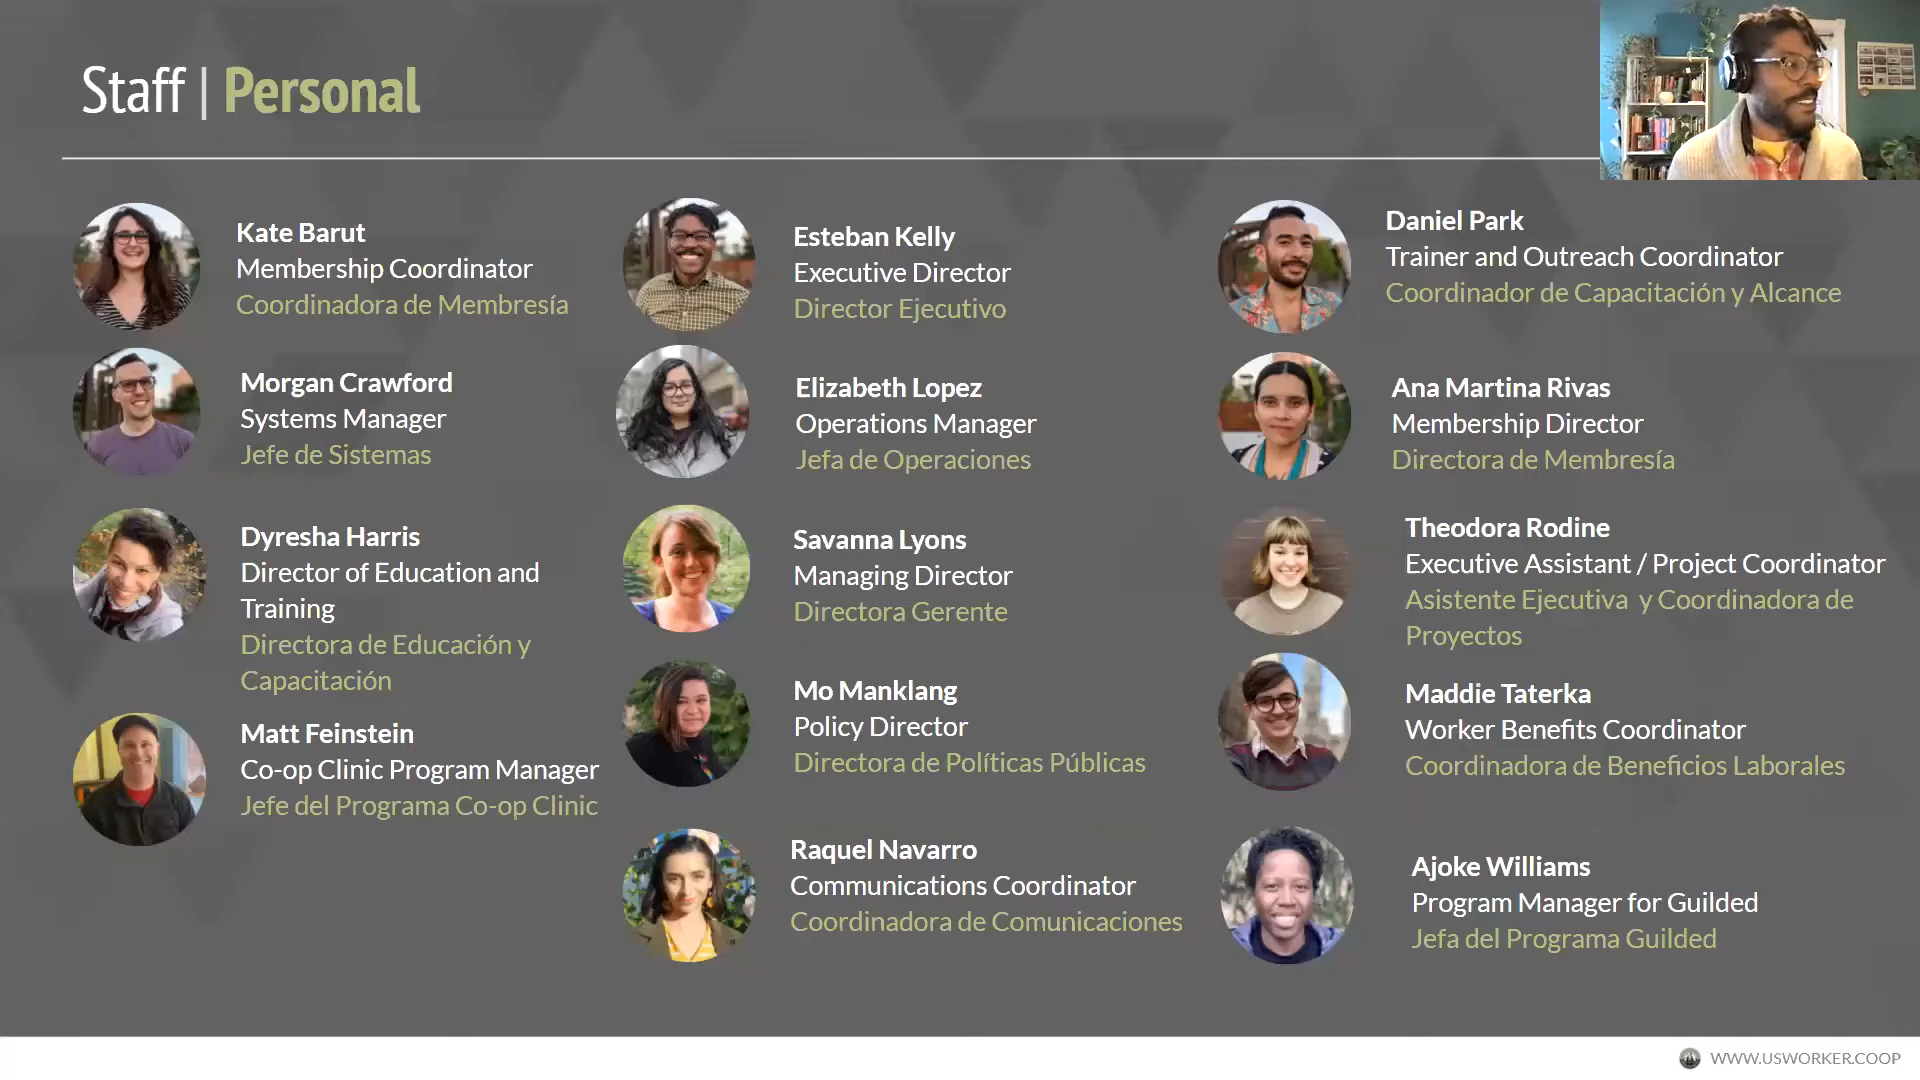 Staff | Personal
Kate Barut
Membership Coordinator
Coordinadora de Membresía
Morgan Crawford
Systems Manager
Jefe de Sistemas
Dyresha Harris
Director of Education and
Training
Directora de Educación y
Capacitación
Matt Feinstein
Co-op Clinic Program Manager
Jefe del Programa Co-op Clinic
Esteban Kelly
Executive Director
Director Ejecutivo
Elizabeth Lopez
Operations Manager
Jefa de Operaciones
Savanna Lyons
Managing Director
Directora Gerente
Mo Manklang
Policy Director
Directora de Políticas Públicas
Raquel Navarro
Communications Coordinator
Coordinadora de Comunicaciones
Daniel Park
Trainer and Outreach Coordinator
Coordinador de Capacitación y Alcance
Ana Martina Rivas
Membership Director
Directora de Membresía
Theodora Rodine
Executive Assistant / Project Coordinator
Asistente Ejecutiva y Coordinadora de
Proyectos
Maddie Taterka
Worker Benefits Coordinator
Coordinadora de Beneficios Laborales
Ajoke Williams
Program Manager for Guilded
Jefa del Programa Guilded
WWW.USWORKER.COOP